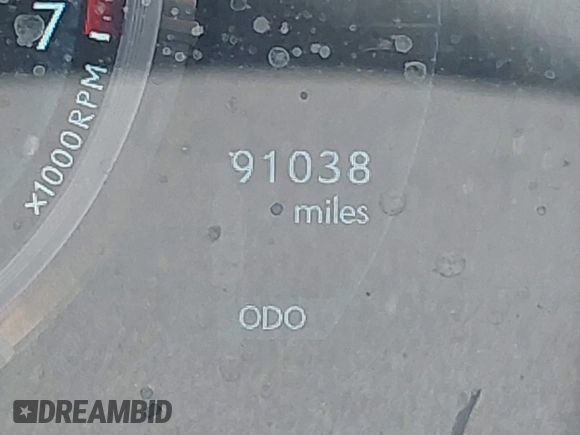 7
x1000RPM
91038
miles
ODO
DREAMBID